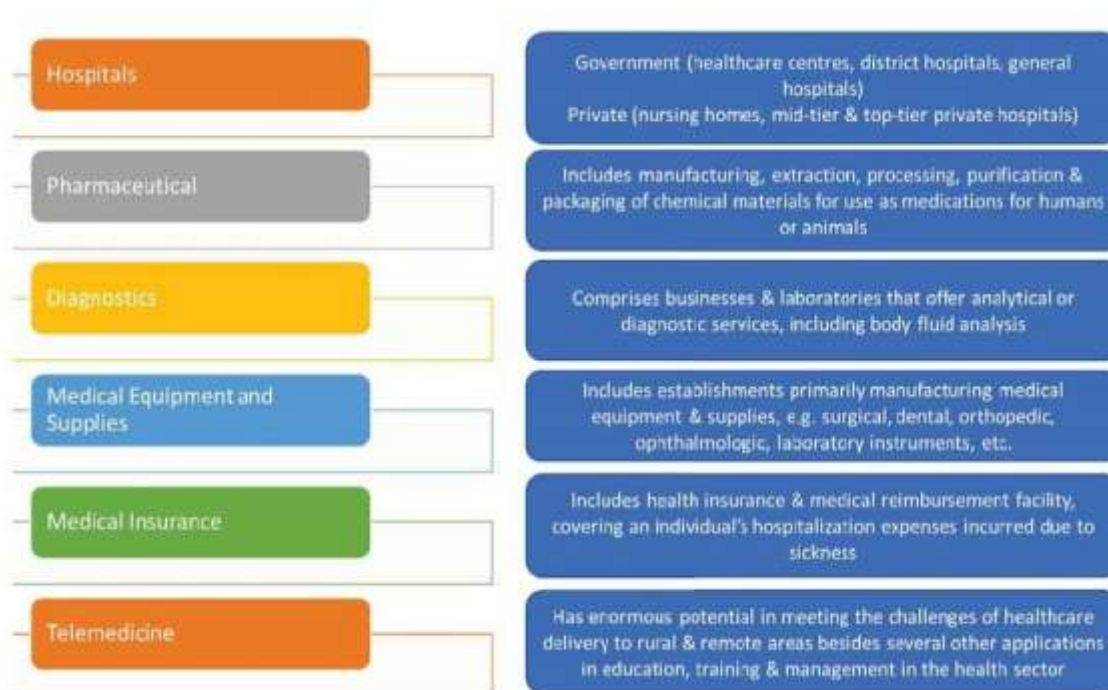 Hospitals
Government (healthcare centres, district hospitals, general
hospitals)
Private (nursing homes, mid-tier & top-tier private hospitals)
Pharmaceutical
Includes manufacturing, extraction, processing, purification &
packaging of chemical materials for use as medications for humans
or animals
Diagnostics
Comprises businesses & laboratories that offer analytical or
diagnostic services, including body fluid analysis
Medical Equipment and
Supplies
Includes establishments primarily manufacturing medical
equipment & supplies, e.g. surgical, dental, orthopedic,
ophthalmologic, laboratory instruments, etc.
Medical Insurance
Includes health insurance & medical reimbursement facility,
covering an individual's hospitalization expenses incurred due to
sickness
Telemedicine
Has enormous potential in meeting the challenges of healthcare
delivery to rural & remote areas besides several other applications
in education, training & management in the health sector